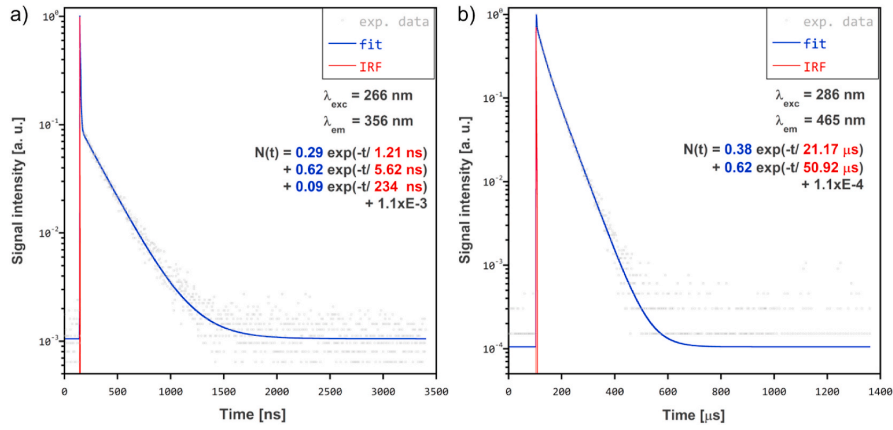 a)
Signal intensity [a. u.]
10⁰
10⁻¹
10⁻²
10⁻³
exp. data
fit
IRF
λexc = 266 nm
λem = 356 nm
N(t) = 0.29 exp(-t/ 1.21 ns)
+ 0.62 exp(-t/ 5.62 ns)
+ 0.09 exp(-t/ 234 ns)
+ 1.1xE-3
0 500 1000 1500 2000 2500 3000 3500
Time [ns]
b)
Signal intensity [a. u.]
10⁰
10⁻¹
10⁻²
10⁻³
10⁻⁴
exp. data
fit
IRF
λexc = 286 nm
λem = 465 nm
N(t) = 0.38 exp(-t/ 21.17 µs)
+ 0.62 exp(-t/ 50.92 µs)
+ 1.1xE-4
0 200 400 600 800 1000 1200 1400
Time [µs]